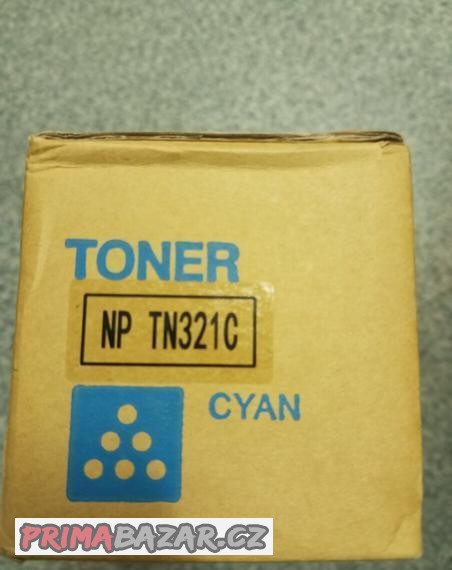 TONER
NP TN321C
CYAN
PRIMABAZAR.CZ